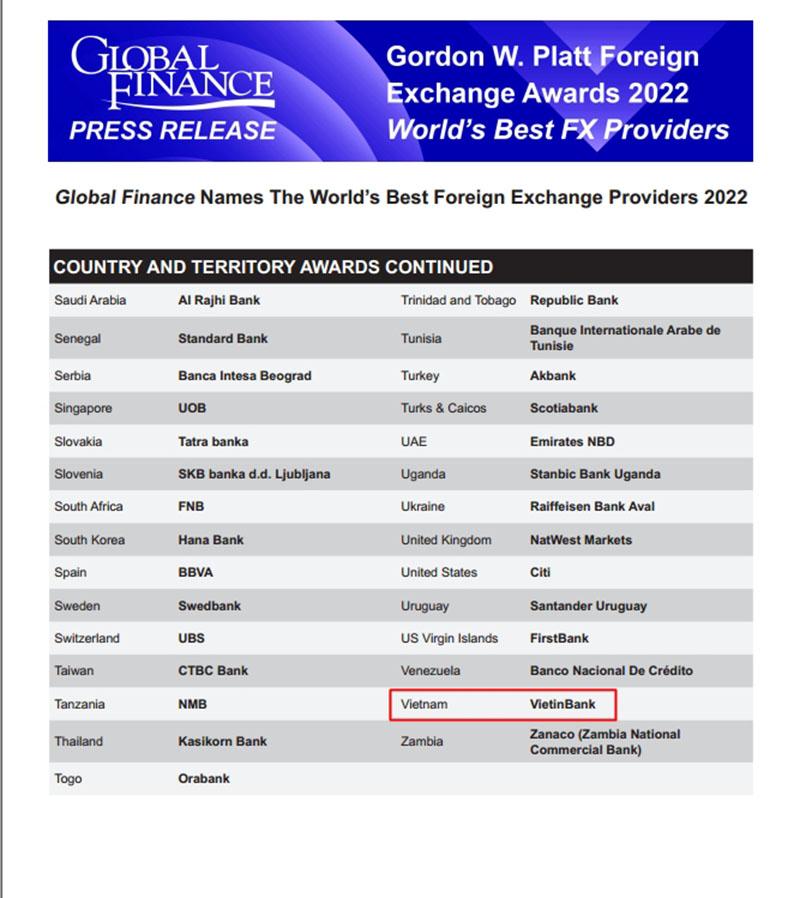 GLOBAL
FINANCE
PRESS RELEASE
Gordon W. Platt Foreign
Exchange Awards 2022
World's Best FX Providers
Global Finance Names The World's Best Foreign Exchange Providers 2022
COUNTRY AND TERRITORY AWARDS CONTINUED
Saudi Arabia Al Rajhi Bank Trinidad and Tobago Republic Bank
Senegal Standard Bank Tunisia Banque Internationale Arabe de
Tunisie
Serbia Banca Intesa Beograd Turkey Akbank
Singapore UOB Turks & Caicos Scotiabank
Slovakia Tatra banka UAE Emirates NBD
Slovenia SKB banka d.d. Ljubljana Uganda Stanbic Bank Uganda
South Africa FNB Ukraine Raiffeisen Bank Aval
South Korea Hana Bank United Kingdom NatWest Markets
Spain BBVA United States Citi
Sweden Swedbank Uruguay Santander Uruguay
Switzerland UBS US Virgin Islands FirstBank
Taiwan CTBC Bank Venezuela Banco Nacional De Crédito
Tanzania NMB Vietnam VietinBank
Thailand Kasikorn Bank Zambia Zanaco (Zambia National
Commercial Bank)
Togo Orabank